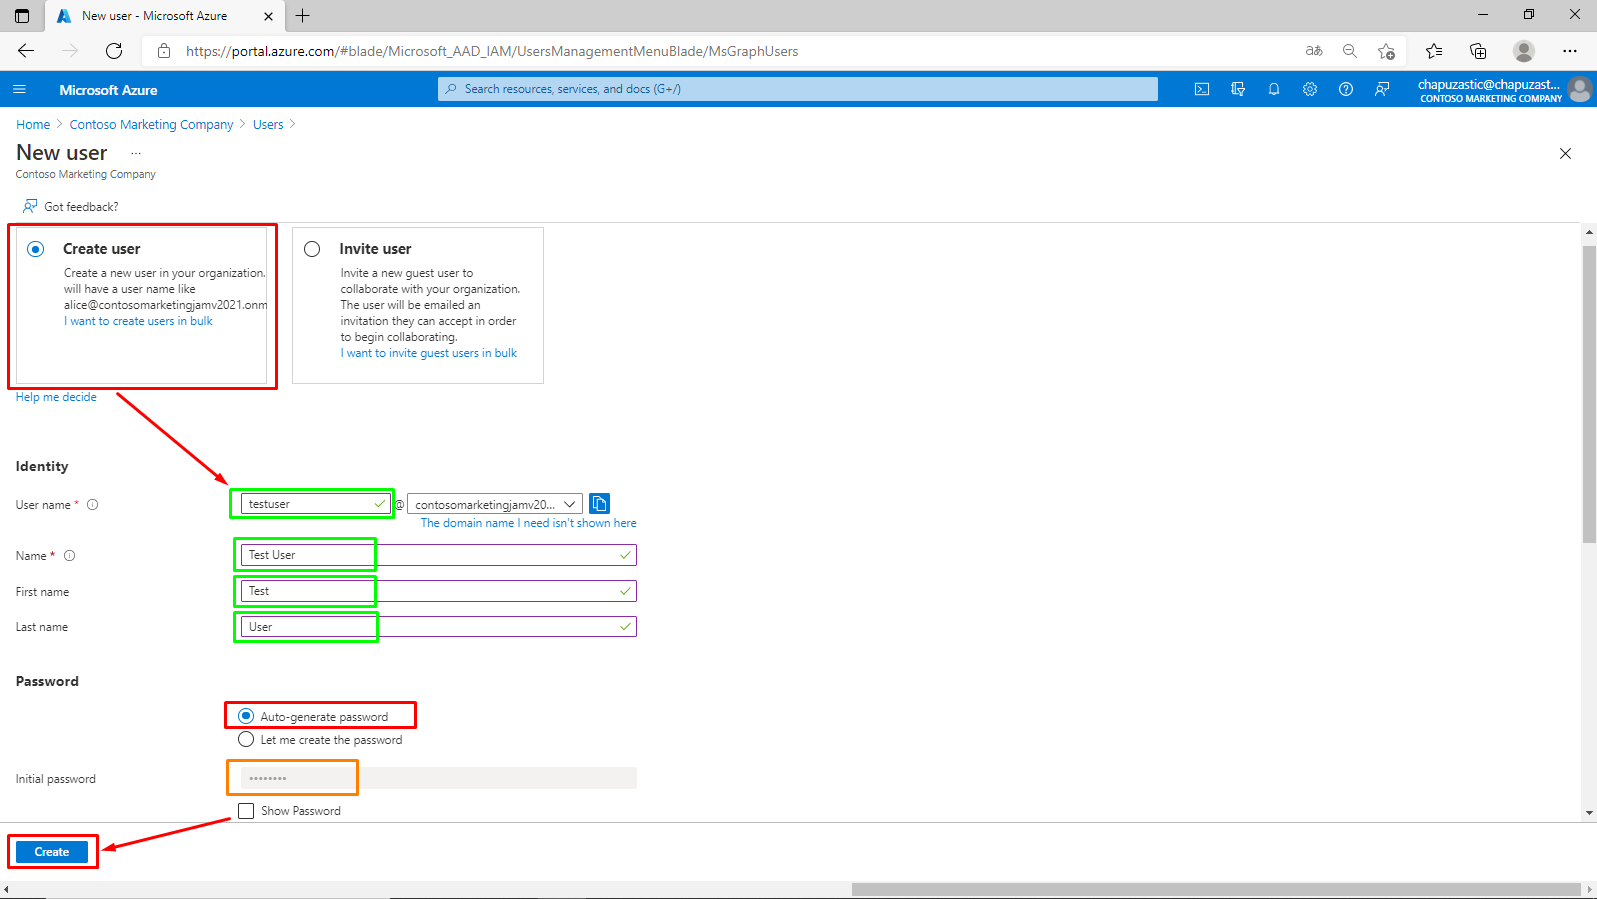 New user - Microsoft Azure
https://portal.azure.com/#blade/Microsoft_AAD_IAM/UsersManagementMenuBlade/MsGraphUsers
aあ
Microsoft Azure
Search resources, services, and docs (G+/)
chapuzastic@chapuzast...
CONTOSO MARKETING COMPANY
Home > Contoso Marketing Company > Users >
New user ...
Contoso Marketing Company
Got feedback?
Create user
Create a new user in your organization.
will have a user name like
alice@contosomarketingjamv2021.onm
I want to create users in bulk
Invite user
Invite a new guest user to
collaborate with your organization.
The user will be emailed an
invitation they can accept in order
to begin collaborating.
I want to invite guest users in bulk
Help me decide
Identity
User name * testuser @ contosomarketingjamv20...
The domain name I need isn't shown here
Name * Test User
First name Test
Last name User
Password
Auto-generate password
Let me create the password
Initial password ••••••••
Show Password
Create